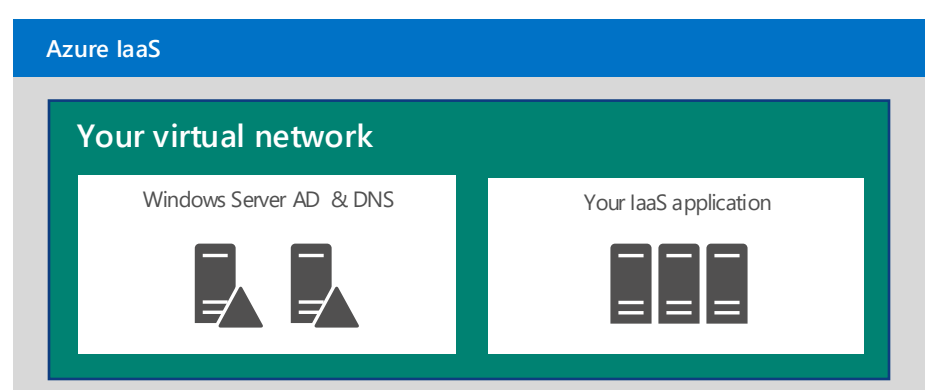 Azure IaaS
Your virtual network
Windows Server AD & DNS
Your IaaS application